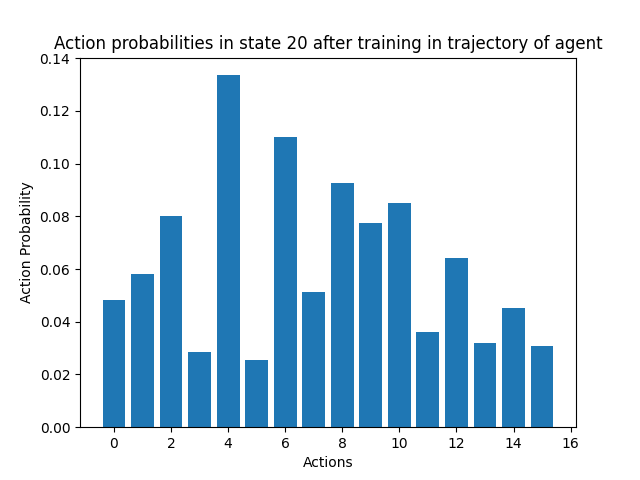 Action probabilities in state 20 after training in trajectory of agent
0.14
0.12
0.10
0.08
0.06
0.04
0.02
0.00
Action Probability
0 2 4 6 8 10 12 14 16
Actions